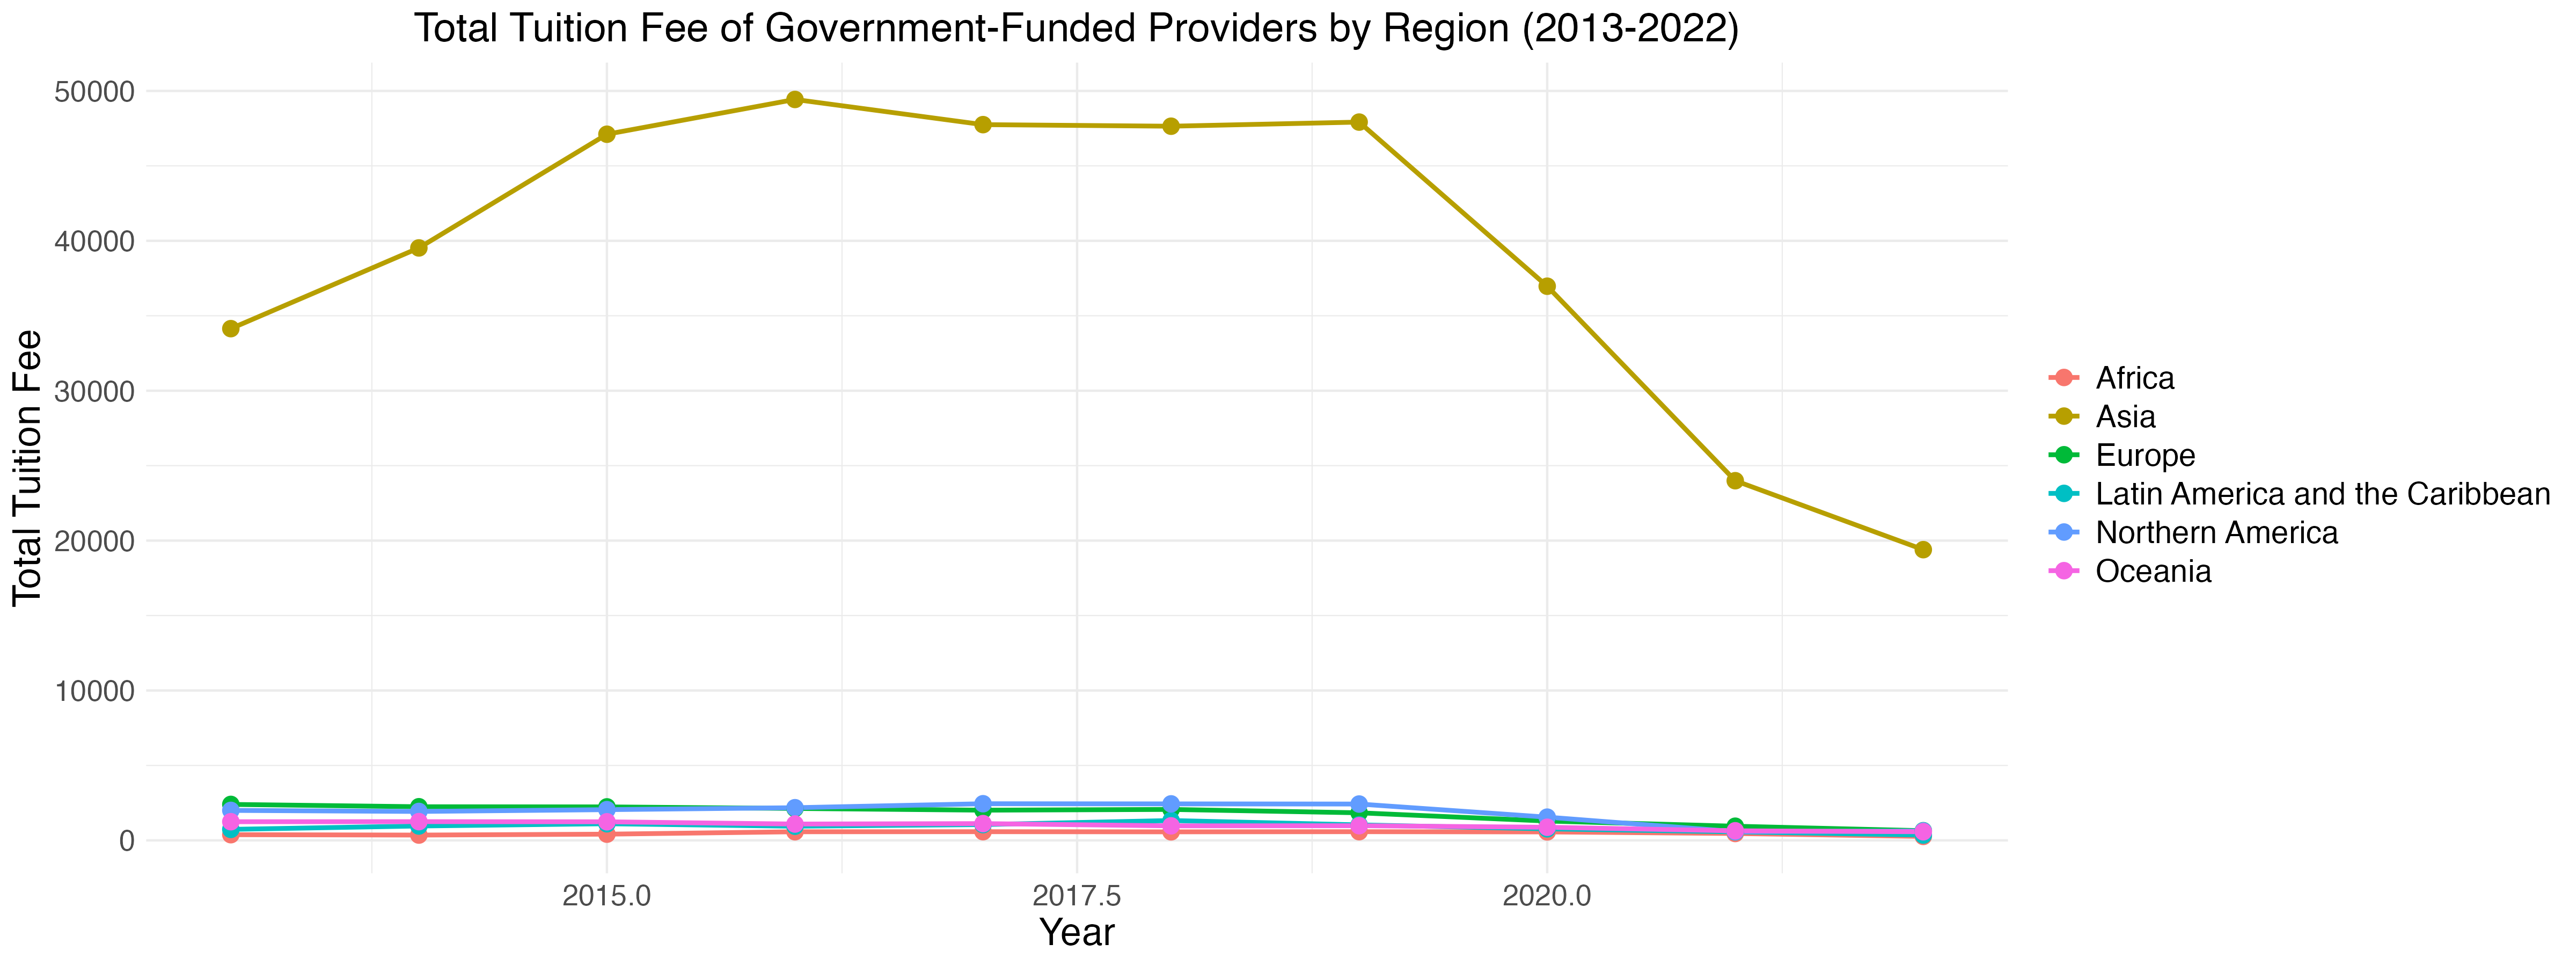 Total Tuition Fee of Government-Funded Providers by Region (2013-2022)
Total Tuition Fee
50000
40000
30000
20000
10000
0
2015.0
2017.5
2020.0
Year
Africa
Asia
Europe
Latin America and the Caribbean
Northern America
Oceania